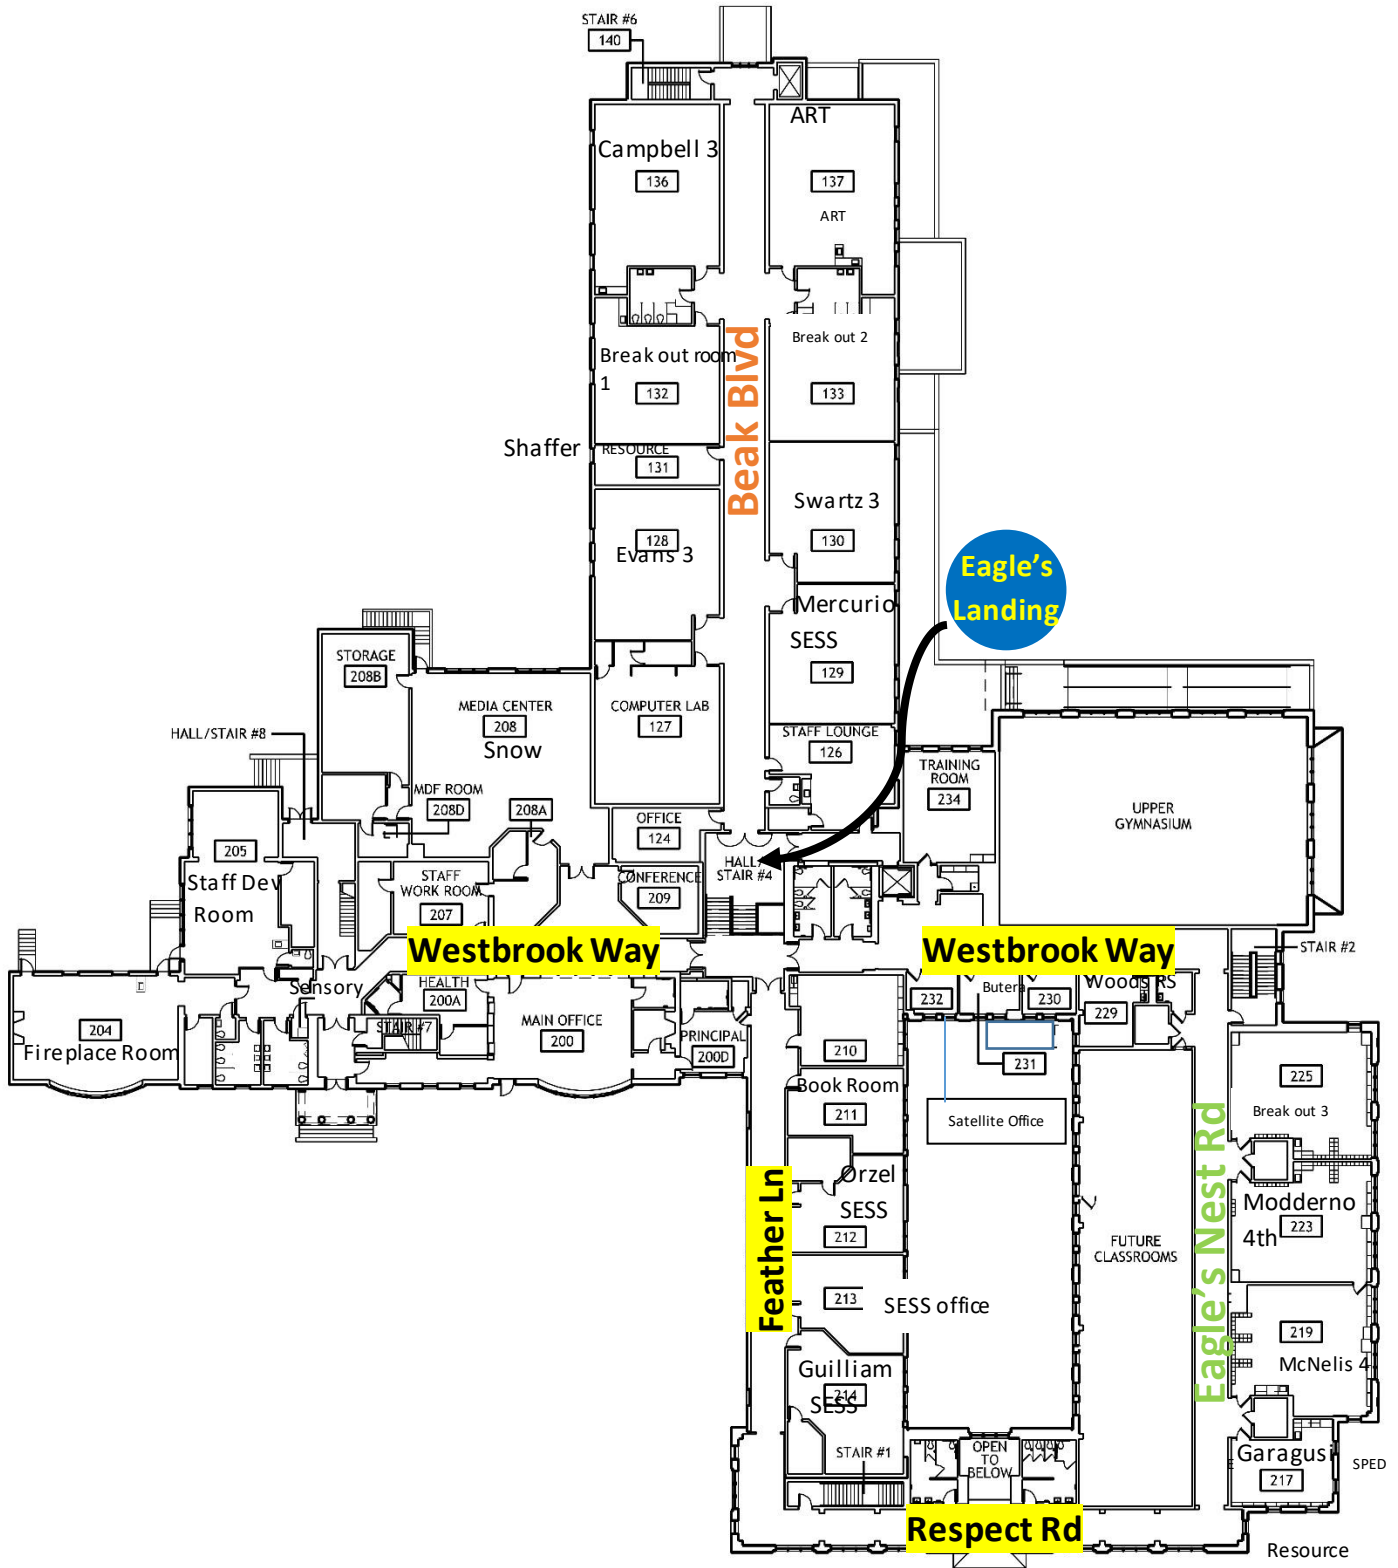 STAIR #6
140
ART
Campbell 3
136
137
ART
Break out 2
Break out room
1
132
133
Beak Blvd
Shaffer
RESOURCE
131
Swartz 3
128
130
Evans 3
Eagle's
Landing
Mercurio
SESS
129
STORAGE
208B
MEDIA CENTER
208
Snow
COMPUTER LAB
127
HALL/STAIR #8
STAFF LOUNGE
126
TRAINING
ROOM
234
MDF ROOM
208D
208A
UPPER
GYMNASIUM
OFFICE
124
205
HALL/
STAIR #4
Staff Dev
Room
STAFF
WORK ROOM
207
CONFERENCE
209
Westbrook Way
Westbrook Way
STAIR #2
Sensory
HEALTH
200A
Butera
Woods RS
232
230
229
204
Fireplace Room
STAIR #7
MAIN OFFICE
200
PRINCIPAL
200D
210
231
225
Break out 3
Book Room
211
Satellite Office
Orzel
SESS
212
Feather Ln
Modderno
4th
223
FUTURE
CLASSROOMS
Eagle's Nest Rd
213
SESS office
219
McNelis 4
Guilliam
214
SESS
STAIR #1
OPEN
TO
BELOW
Garagusi
E
217
SPED
Respect Rd
Resource